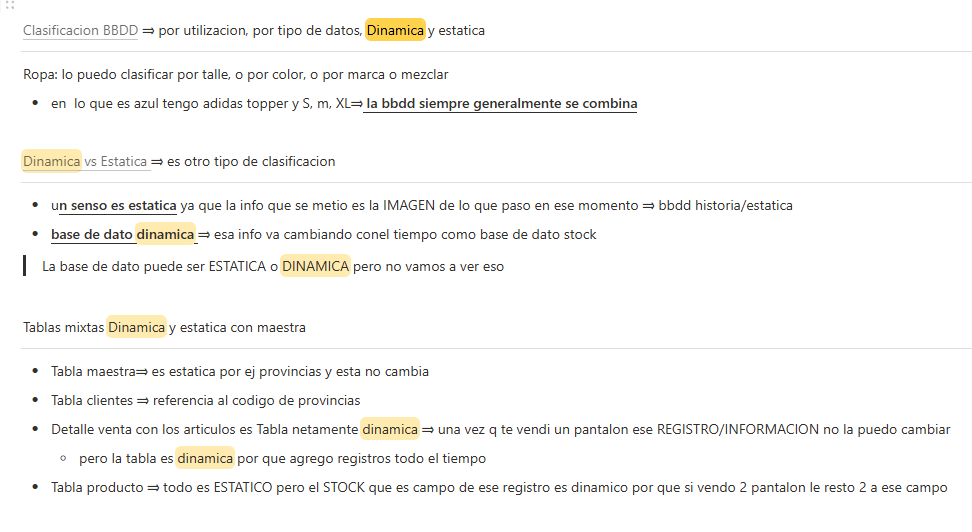 Clasificacion BBDD ⇒ por utilizacion, por tipo de datos, Dinamica y estatica
Ropa: lo puedo clasificar por talle, o por color, o por marca o mezclar
• en lo que es azul tengo adidas topper y S, m, XL⇒ la bbdd siempre generalmente se combina
Dinamica vs Estatica ⇒ es otro tipo de clasificacion
• un senso es estatica ya que la info que se metio es la IMAGEN de lo que paso en ese momento ⇒ bbdd historia/estatica
• base de dato dinamica ⇒ esa info va cambiando conel tiempo como base de dato stock
La base de dato puede ser ESTATICA o DINAMICA pero no vamos a ver eso
Tablas mixtas Dinamica y estatica con maestra
• Tabla maestra⇒ es estatica por ej provincias y esta no cambia
• Tabla clientes ⇒ referencia al codigo de provincias
• Detalle venta con los articulos es Tabla netamente dinamica ⇒ una vez q te vendi un pantalon ese REGISTRO/INFORMACION no la puedo cambiar
◦ pero la tabla es dinamica por que agrego registros todo el tiempo
• Tabla producto ⇒ todo es ESTATICO pero el STOCK que es campo de ese registro es dinamico por que si vendo 2 pantalon le resto 2 a ese campo